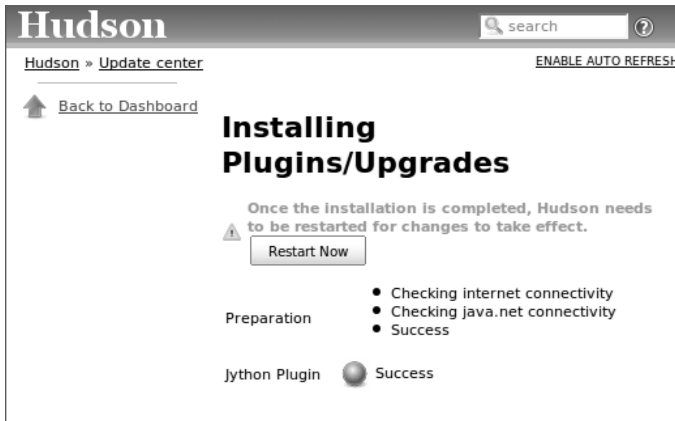 Hudson
search
?
Hudson » Update center
ENABLE AUTO REFRESH
Back to Dashboard
Installing
Plugins/Upgrades
Once the installation is completed, Hudson needs
to be restarted for changes to take effect.
Restart Now
Preparation
• Checking internet connectivity
• Checking java.net connectivity
• Success
Jython Plugin
Success